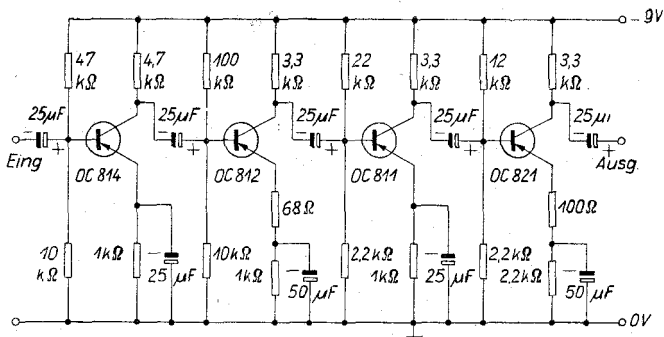 - 9V
47 kΩ
4,7 kΩ
100 kΩ
3,3 kΩ
22 kΩ
3,3 kΩ
12 kΩ
3,3 kΩ
25µF
25µF
25µF
25µF
25µ
Eing
OC 814
OC 812
OC 811
OC 821
Ausg.
68Ω
100Ω
10 kΩ
1kΩ
25 µF
10kΩ
1kΩ
50 µF
2,2kΩ
1kΩ
25 µF
2,2kΩ
2,2kΩ
50 µF
0V